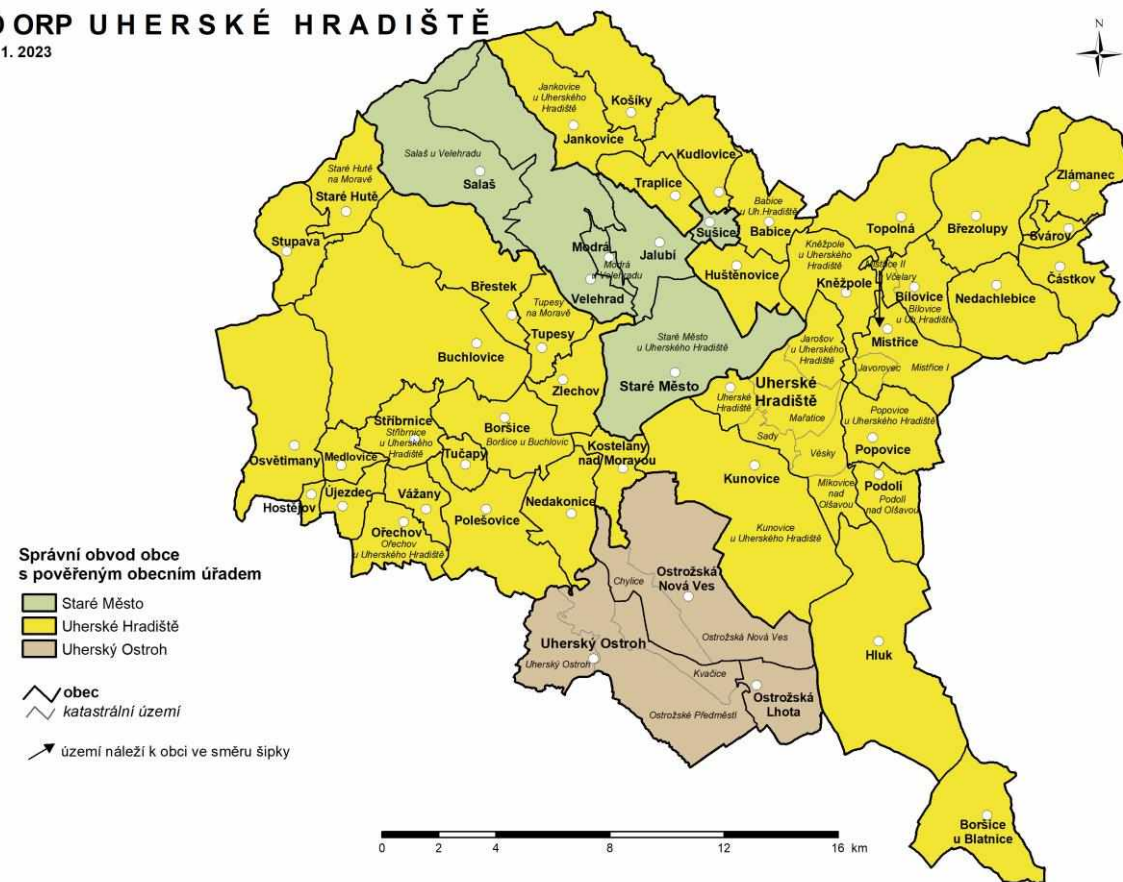 O ORP UHERSKÉ HRADIŠTĚ
1. 2023
N
Jankovice
u Uherského
Hradiště
Košíky
Jankovice
Salaš u Velehradu
Salaš
Kudlovice
Traplice
Staré Hutě
na Moravě
Staré Hutě
Zlámanec
Babice
u Uh.Hradiště
Sušice
Babice
Topolná
Březolupy
Svárov
Stupava
Modrá
Modrá
u Velehradu
Jalubí
Huštěnovice
Kněžpole
u Uherského
Hradiště
Kněžpole
Mistřice II
Včelary
Bílovice
Bílovice
u Uh.Hradiště
Nedachlebice
Částkov
Velehrad
Břestek
Tupesy
na Moravě
Tupesy
Buchlovice
Staré Město
u Uherského Hradiště
Jarošov
u Uherského
Hradiště
Mistřice
Javorovec
Mistřice I
Zlechov
Staré Město
Uherské
Hradiště
Uherské
Hradiště
Mařatice
Popovice
u Uherského Hradiště
Popovice
Stříbrnice
Stříbrnice
u Uherského
Hradiště
Boršice
Boršice u Buchlovic
Sady
Vésky
Kostelany
nad Moravou
Osvětimany
Medlovice
Tučapy
Kunovice
Míkovice
nad
Olšavou
Podolí
Podolí
nad Olšavou
Hostějov
Újezdec
Vážany
Polešovice
Nedakonice
Ořechov
Ořechov
u Uherského Hradiště
Kunovice
u Uherského Hradiště
Správní obvod obce
s pověřeným obecním úřadem
Staré Město
Uherské Hradiště
Uherský Ostroh
obec
katastrální území
území náleží k obci ve směru šipky
Chylice
Ostrožská
Nová Ves
Ostrožská Nová Ves
Uherský Ostroh
Uherský Ostroh
Kvačice
Ostrožské Předměstí
Ostrožská
Lhota
Hluk
Boršice
u Blatnice
0 2 4 8 12 16 km